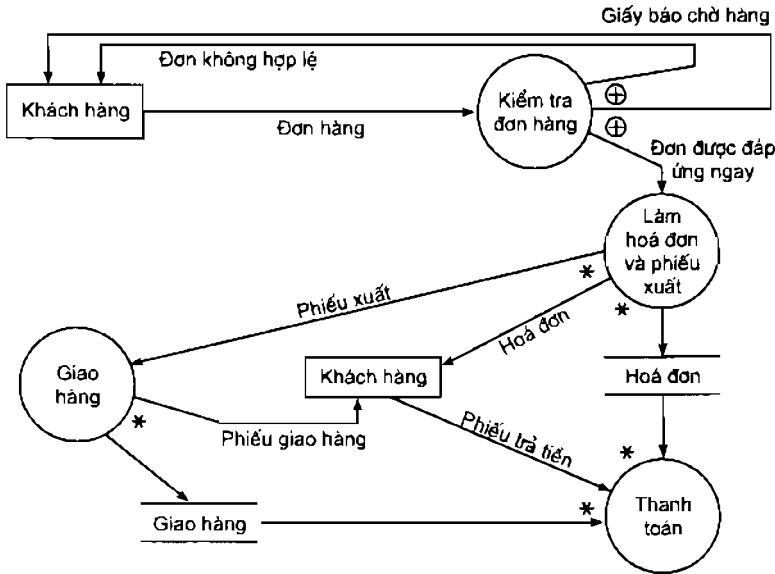 Giấy báo chờ hàng
Đơn không hợp lệ
Khách hàng
Đơn hàng
Kiểm tra
đơn hàng
Đơn được đáp
ứng ngay
Làm
hoá đơn
và phiếu
xuất
Phiếu xuất
Hoá đơn
Giao
hàng
Khách hàng
Hoá đơn
Phiếu giao hàng
Phiếu trả tiền
Giao hàng
Thanh
toán